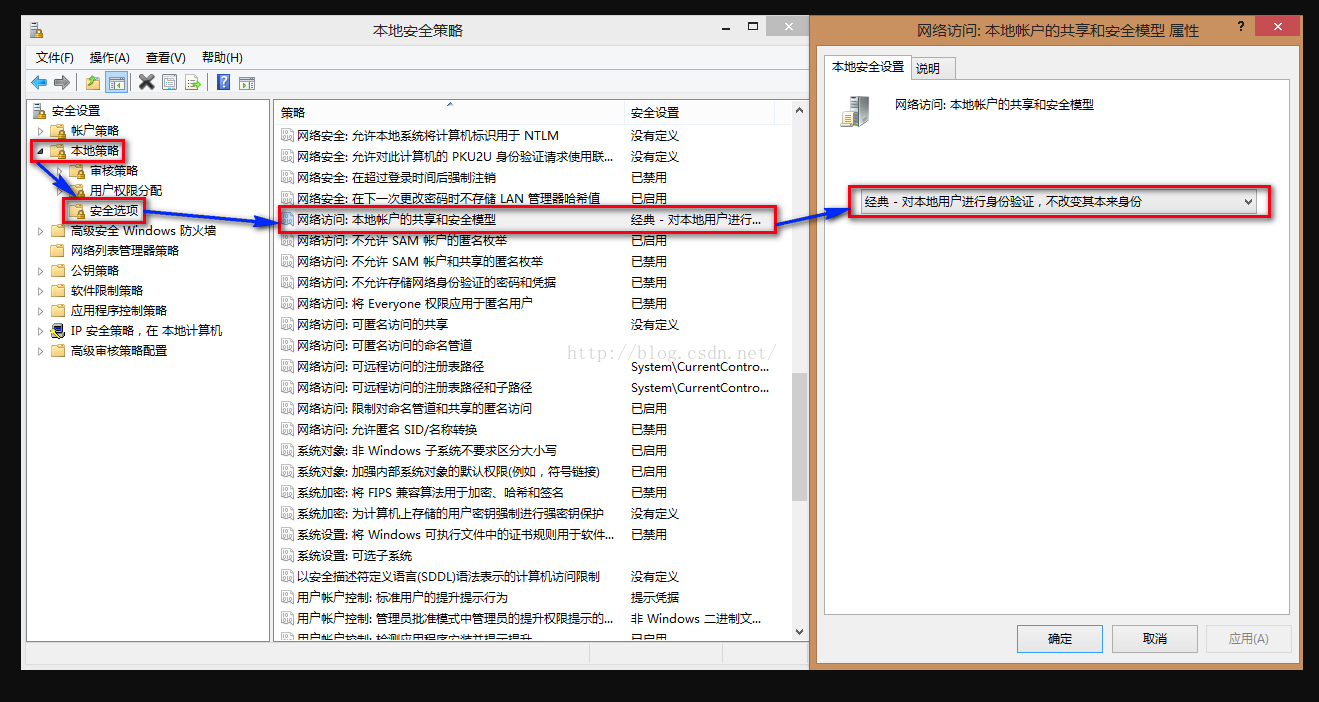 本地安全策略
文件(F) 操作(A) 查看(V) 帮助(H)
安全设置
帐户策略
本地策略
审核策略
用户权限分配
安全选项
高级安全 Windows 防火墙
网络列表管理器策略
公钥策略
软件限制策略
应用程序控制策略
IP 安全策略，在 本地计算机
高级审核策略配置
策略 安全设置
网络安全: 允许本地系统将计算机标识用于 NTLM 没有定义
网络安全: 允许对此计算机的 PKU2U 身份验证请求使用联... 没有定义
网络安全: 在超过登录时间后强制注销 已禁用
网络安全: 在下一次更改密码时不存储 LAN 管理器哈希值 已启用
网络访问: 本地帐户的共享和安全模型 经典 - 对本地用户进行...
网络访问: 不允许 SAM 帐户的匿名枚举 已启用
网络访问: 不允许 SAM 帐户和共享的匿名枚举 已禁用
网络访问: 不允许存储网络身份验证的密码和凭据 已禁用
网络访问: 将 Everyone 权限应用于匿名用户 已禁用
网络访问: 可匿名访问的共享 没有定义
网络访问: 可匿名访问的命名管道
网络访问: 可远程访问的注册表路径 System\CurrentContro...
网络访问: 可远程访问的注册表路径和子路径 System\CurrentContro...
网络访问: 限制对命名管道和共享的匿名访问 已启用
网络访问: 允许匿名 SID/名称转换 已禁用
系统对象: 非 Windows 子系统不要求区分大小写 已启用
系统对象: 加强内部系统对象的默认权限(例如，符号链接) 已启用
系统加密: 将 FIPS 兼容算法用于加密、哈希和签名 已禁用
系统加密: 为计算机上存储的用户密钥强制进行强密钥保护 没有定义
系统设置: 将 Windows 可执行文件中的证书规则用于软件... 已禁用
系统设置: 可选子系统
以安全描述符定义语言(SDDL)语法表示的计算机访问限制 没有定义
用户帐户控制: 标准用户的提升提示行为 提示凭据
用户帐户控制: 管理员批准模式中管理员的提升权限提示的... 非 Windows 二进制文...
用户帐户控制: 检测应用程序安装并提示提升 已启用
http://blog.csdn.net/
网络访问: 本地帐户的共享和安全模型 属性
本地安全设置 说明
网络访问: 本地帐户的共享和安全模型
经典 - 对本地用户进行身份验证，不改变其本来身份
确定 取消 应用(A)